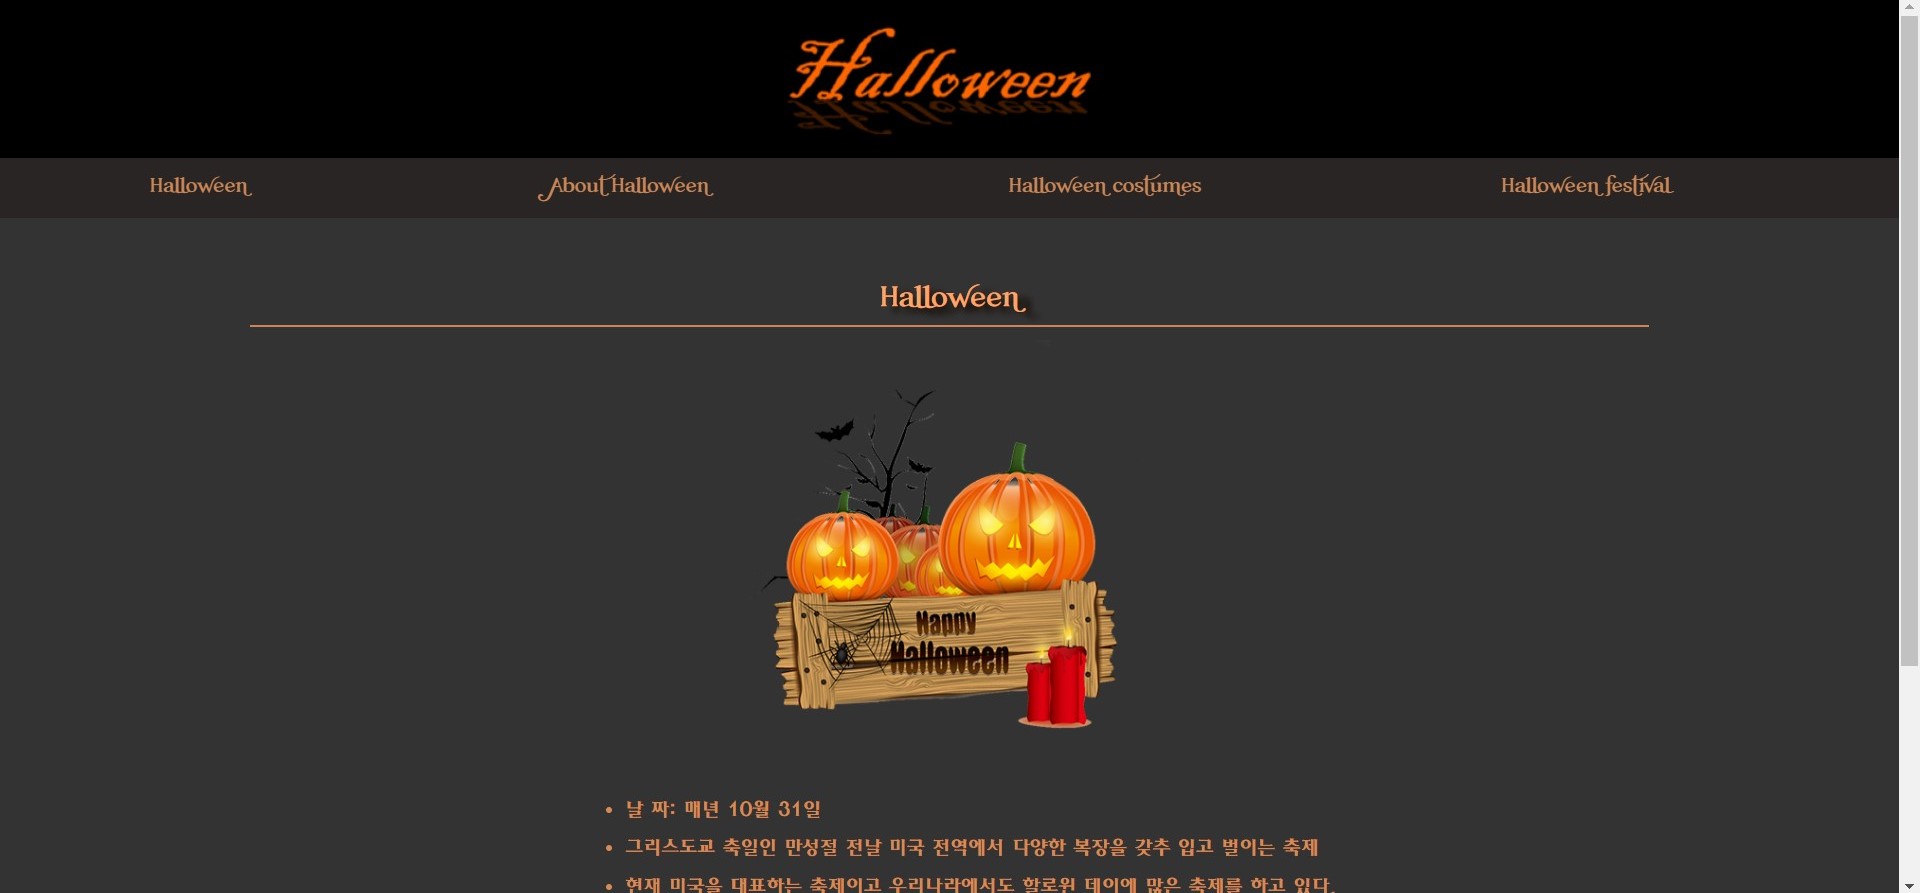 Halloween
Halloween
About Halloween
Halloween costumes
Halloween festival
Halloween
Happy
Halloween
• 날 짜: 매년 10월 31일
• 그리스도교 축일인 만성절 전날 미국 전역에서 다양한 복장을 갖추 입고 벌이는 축제
• 현재 미국을 대표하는 축제이고 우리나라에서도 할로윈 데이에 많은 축제를 하고 있다.